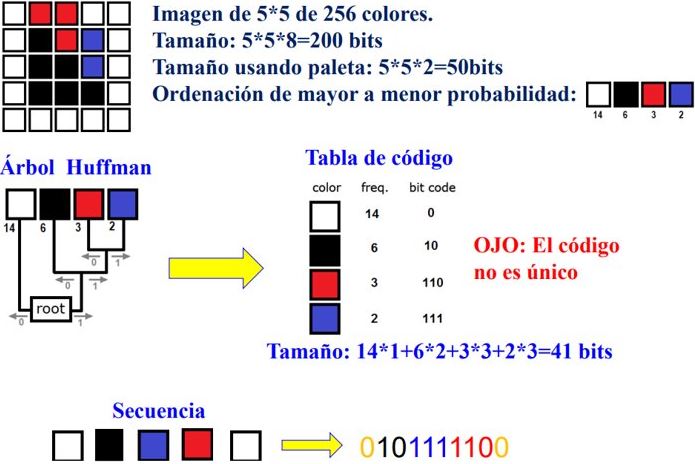 Imagen de 5*5 de 256 colores.
Tamaño: 5*5*8=200 bits
Tamaño usando paleta: 5*5*2=50bits
Ordenación de mayor a menor probabilidad:
14 6 3 2
Árbol Huffman
14 6 3 2
0 1
0 1
root
0 1
Tabla de código
color freq. bit code
14 0
6 10
3 110
2 111
OJO: El código
no es único
Tamaño: 14*1+6*2+3*3+2*3=41 bits
Secuencia
0101111100